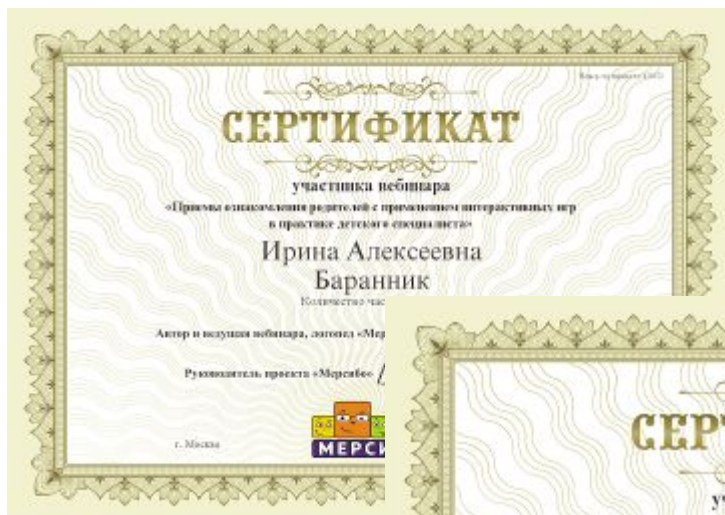 СЕРТИФИКАТ
участника вебинара
«Приемы ознакомления родителей с применением интерактивных игр
в практике детского специалиста»
Ирина Алексеевна
Баранник
Количество час
Автор и ведущая вебинара, логопед «Мер
Руководитель проекта «Мерсибо»
г. Москва
МЕРСИ
СЕРТ
уч